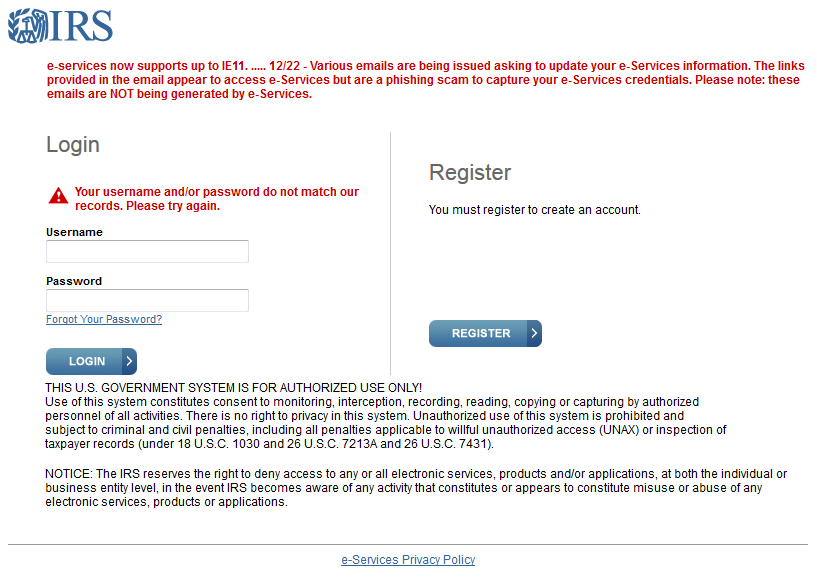 IRS
e-services now supports up to IE11. ..... 12/22 - Various emails are being issued asking to update your e-Services information. The links
provided in the email appear to access e-Services but are a phishing scam to capture your e-Services credentials. Please note: these
emails are NOT being generated by e-Services.
Login
Your username and/or password do not match our
records. Please try again.
Username
Password
Forgot Your Password?
LOGIN
Register
You must register to create an account.
REGISTER
THIS U.S. GOVERNMENT SYSTEM IS FOR AUTHORIZED USE ONLY!
Use of this system constitutes consent to monitoring, interception, recording, reading, copying or capturing by authorized
personnel of all activities. There is no right to privacy in this system. Unauthorized use of this system is prohibited and
subject to criminal and civil penalties, including all penalties applicable to willful unauthorized access (UNAX) or inspection of
taxpayer records (under 18 U.S.C. 1030 and 26 U.S.C. 7213A and 26 U.S.C. 7431).
NOTICE: The IRS reserves the right to deny access to any or all electronic services, products and/or applications, at both the individual or
business entity level, in the event IRS becomes aware of any activity that constitutes or appears to constitute misuse or abuse of any
electronic services, products or applications.
e-Services Privacy Policy